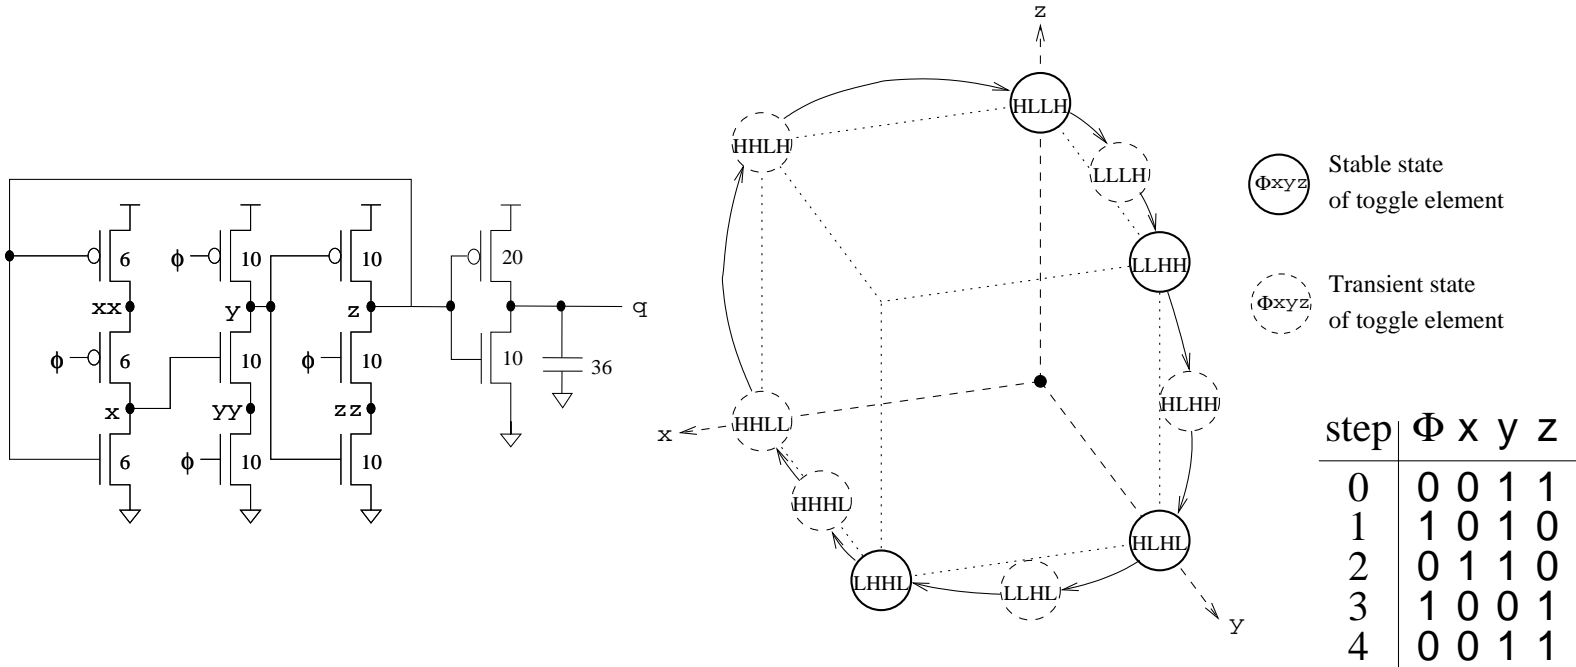 6
ϕ
10
10
20
xx
y
z
q
ϕ
6
10
ϕ
10
10
36
x
yy
zz
6
ϕ
10
10
z
HLLH
HHLH
LLLH
LLHH
HHLL
HLHH
x
HHHL
HLHL
LHHL
LLHL
y
Φxyz
Stable state
of toggle element
Φxyz
Transient state
of toggle element
step Φ x y z
0 0 0 1 1
1 1 0 1 0
2 0 1 1 0
3 1 0 0 1
4 0 0 1 1